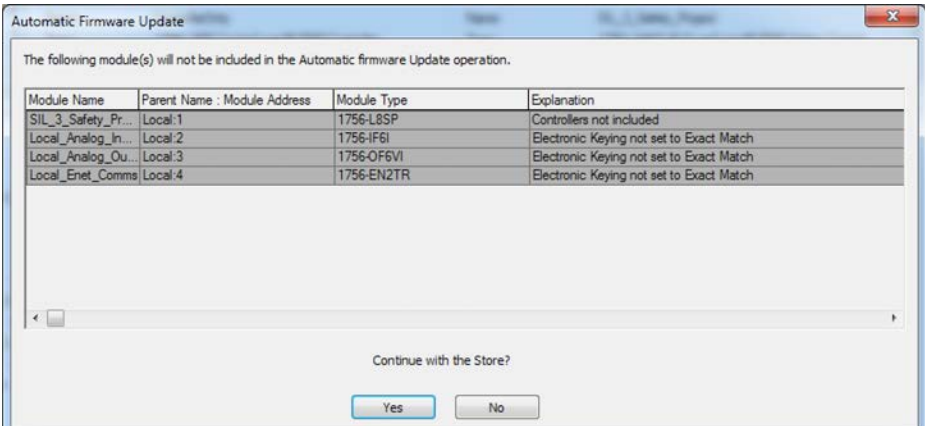 Automatic Firmware Update
The following module(s) will not be included in the Automatic firmware Update operation.
Module Name Parent Name : Module Address Module Type Explanation
SIL_3_Safety_Pr... Local:1 1756-L8SP Controllers not included
Local_Analog_In... Local:2 1756-IF6I Electronic Keying not set to Exact Match
Local_Analog_Ou... Local:3 1756-OF6VI Electronic Keying not set to Exact Match
Local_Enet_Comms Local:4 1756-EN2TR Electronic Keying not set to Exact Match
Continue with the Store?
Yes No